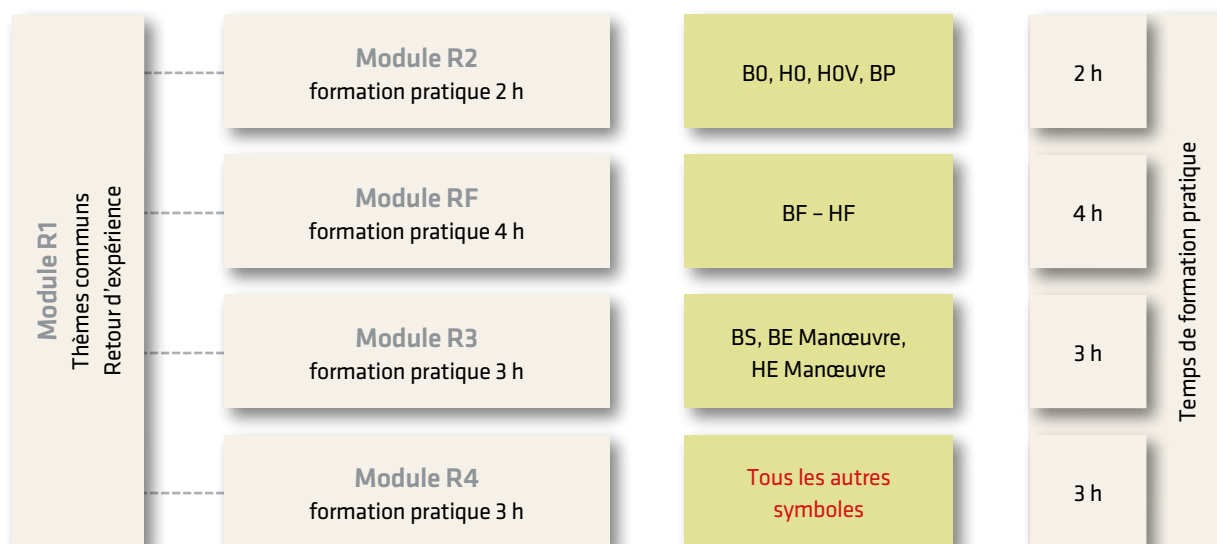 Module R1
Thèmes communs
Retour d'expérience
Module R2
formation pratique 2 h
B0, H0, H0V, BP
2 h
Module RF
formation pratique 4 h
BF – HF
4 h
Module R3
formation pratique 3 h
BS, BE Manœuvre,
HE Manœuvre
3 h
Module R4
formation pratique 3 h
Tous les autres
symboles
3 h
Temps de formation pratique